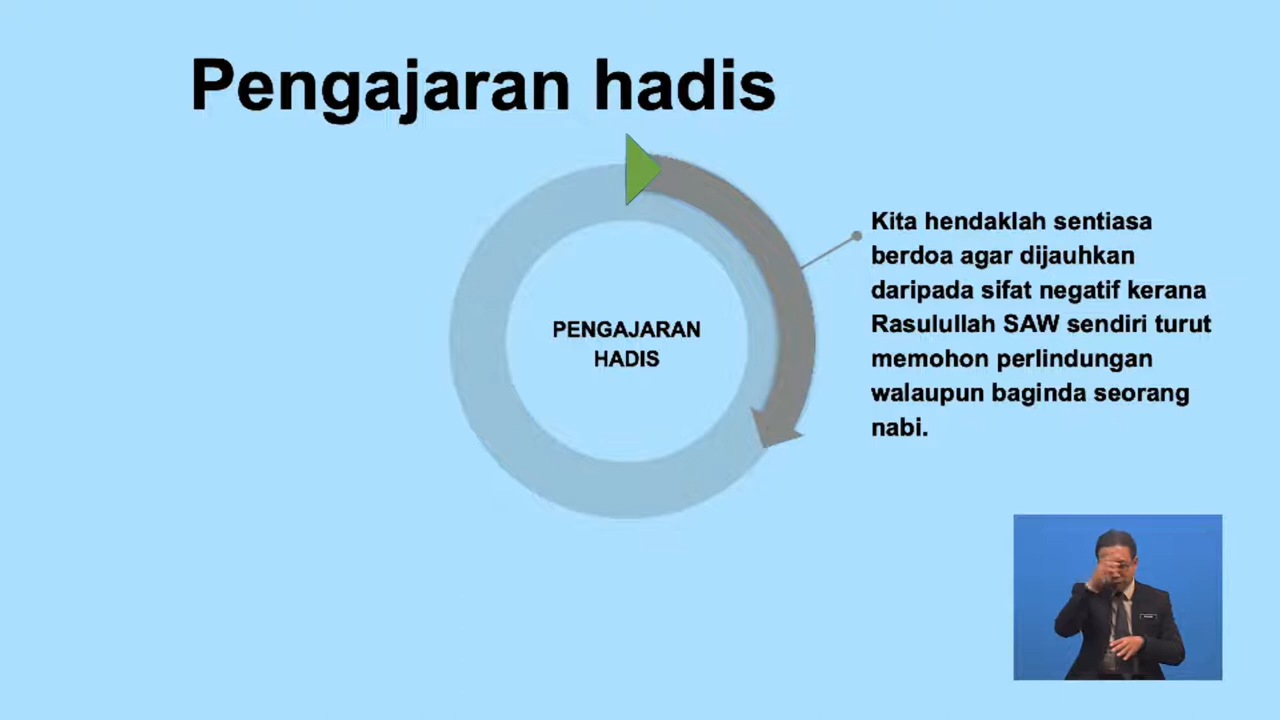 Pengajaran hadis
PENGAJARAN
HADIS
Kita hendaklah sentiasa
berdoa agar dijauhkan
daripada sifat negatif kerana
Rasulullah SAW sendiri turut
memohon perlindungan
walaupun baginda seorang
nabi.